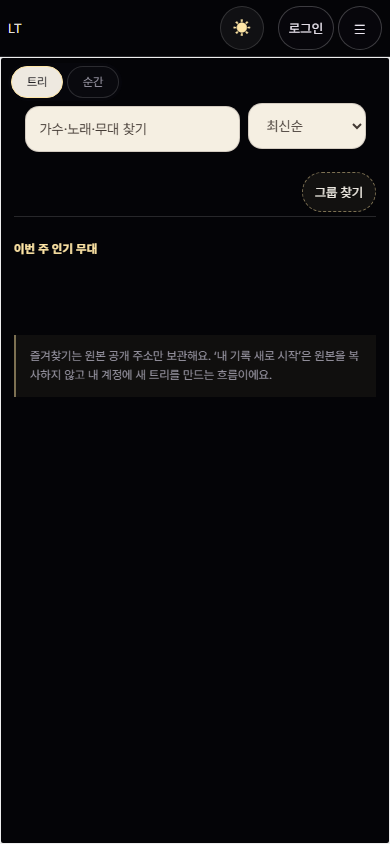 LT
로그인
☰
트리
순간
가수·노래·무대 찾기
최신순
그룹 찾기
이번 주 인기 무대
즐겨찾기는 원본 공개 주소만 보관해요. ‘내 기록 새로 시작’은 원본을 복
사하지 않고 내 계정에 새 트리를 만드는 흐름이에요.